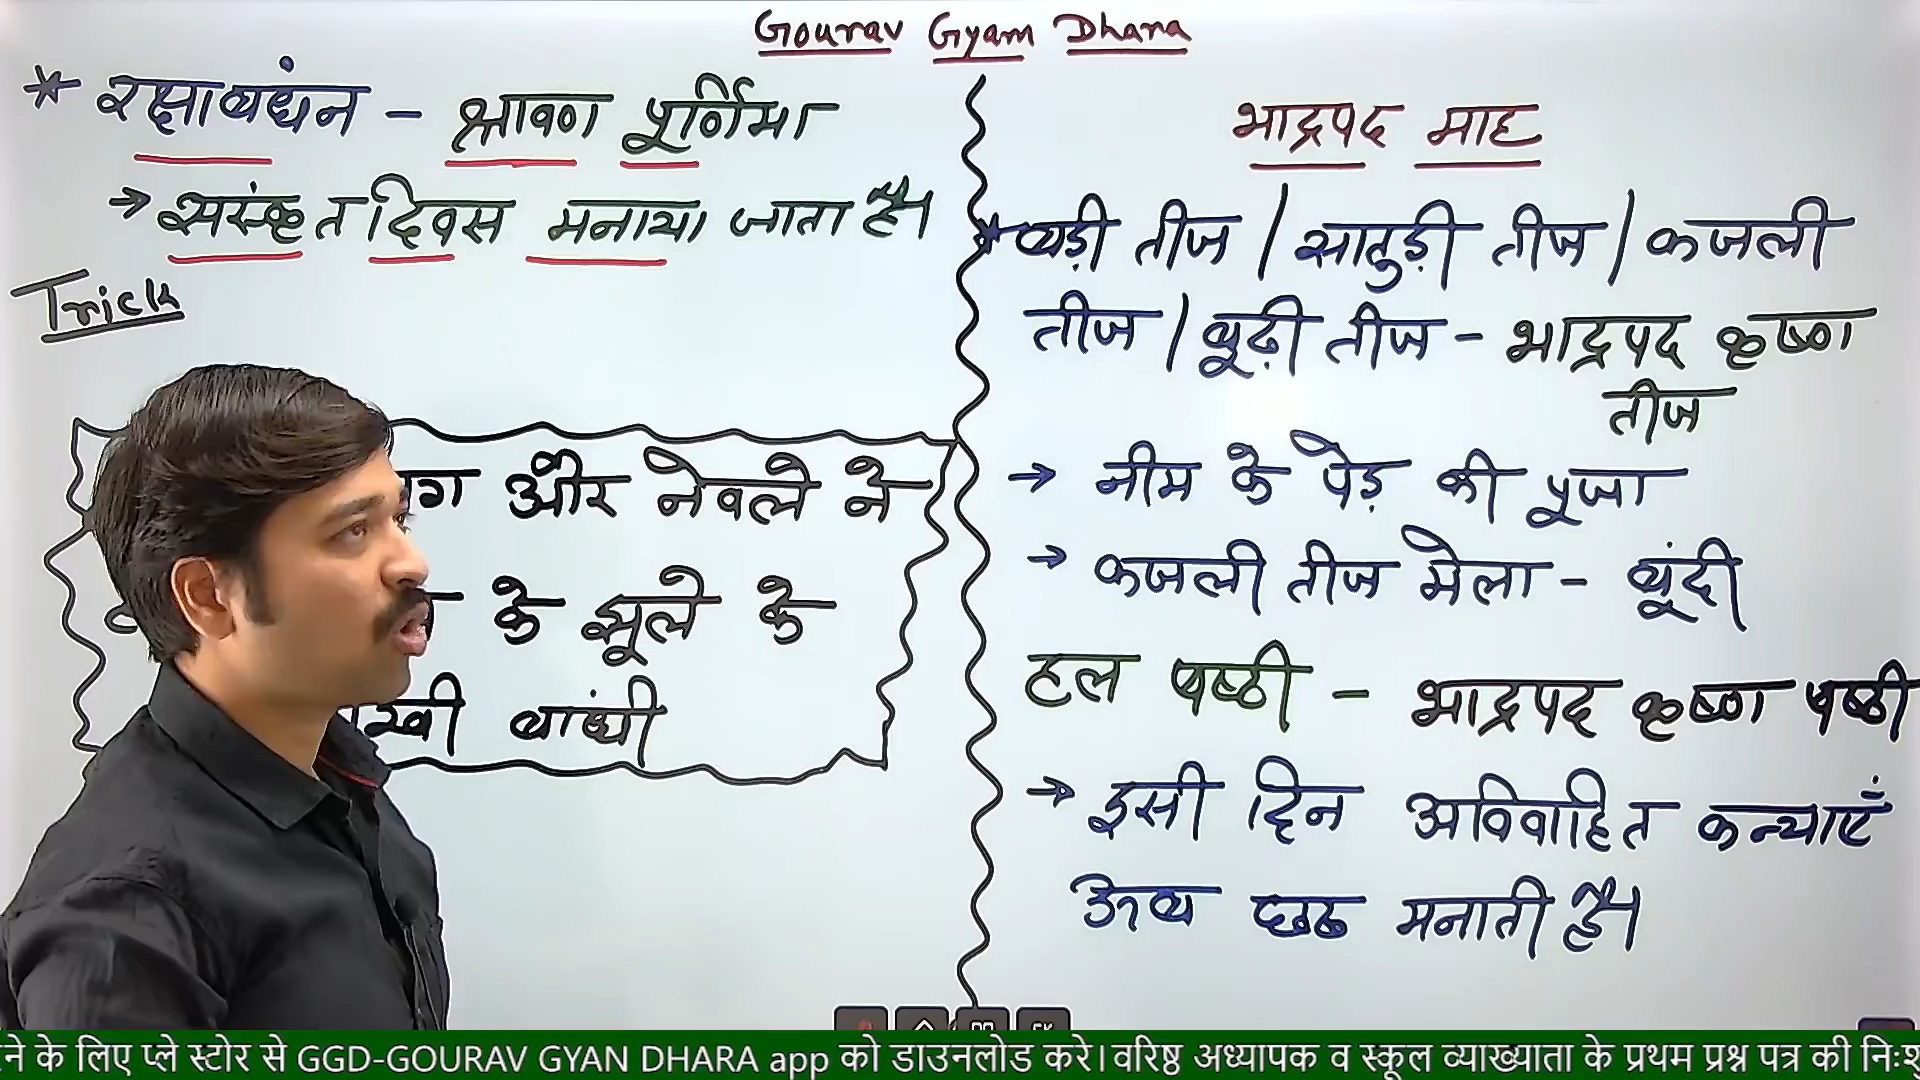 Gourav Gyan Dhara
* रक्षाबंधन - श्रावण पूर्णिमा
→ संस्कृत दिवस मनाया जाता है।
Trick
और नेवले ने
के झूले के
बांधी
भाद्रपद माह
* बड़ी तीज / सातुड़ी तीज / कजली
तीज / बूढ़ी तीज - भाद्रपद कृष्ण
तीज
→ नीम के पेड़ की पूजा
→ कजली तीज मेला - बूंदी
हल षष्ठी - भाद्रपद कृष्ण षष्ठी
→ इसी दिन अविवाहित कन्याएँ
ऊब छठ मनाती है।
ने के लिए प्ले स्टोर से GGD-GOURAV GYAN DHARA app को डाउनलोड करे। वरिष्ठ अध्यापक व स्कूल व्याख्याता के प्रथम प्रश्न पत्र की